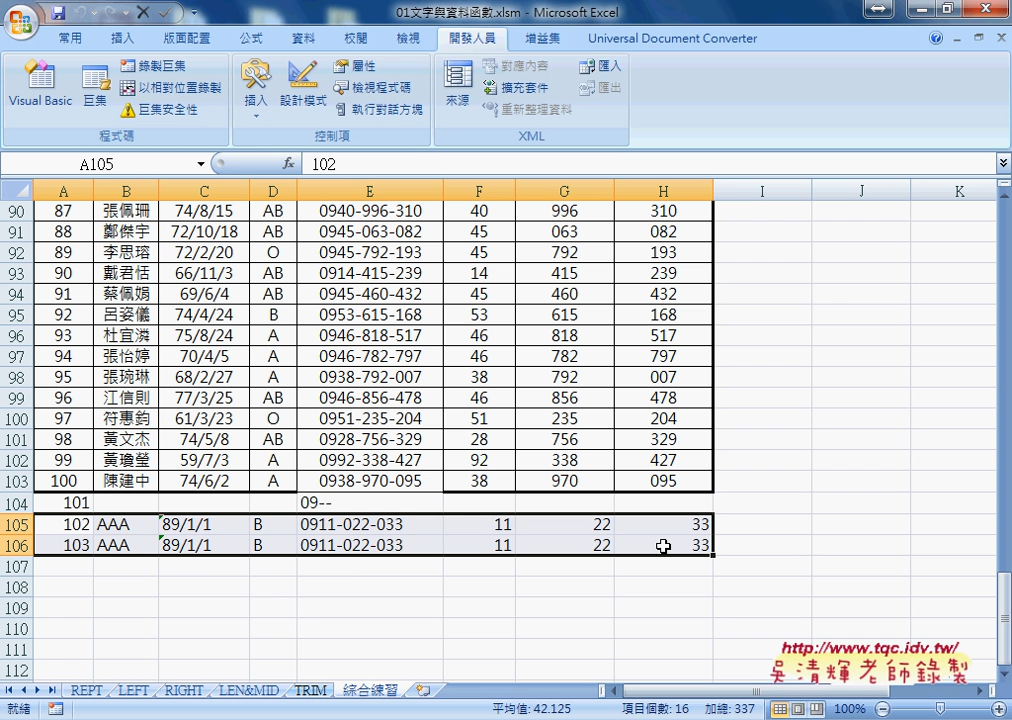 01文字與資料函數.xlsm - Microsoft Excel
常用 插入 版面配置 公式 資料 校閱 檢視 開發人員 增益集 Universal Document Converter
Visual Basic 巨集 錄製巨集 以相對位置錄製 巨集安全性 程式碼
插入 設計模式 屬性 檢視程式碼 執行對話方塊 控制項
來源 對應內容 擴充套件 重新整理資料 匯入 匯出 XML
A105 fx 102
A B C D E F G H I J K
90 87 張佩珊 74/8/15 AB 0940-996-310 40 996 310
91 88 鄭傑宇 72/10/18 AB 0945-063-082 45 063 082
92 89 李思瑢 72/2/20 O 0945-792-193 45 792 193
93 90 戴君恬 66/11/3 AB 0914-415-239 14 415 239
94 91 蔡佩娟 69/6/4 AB 0945-460-432 45 460 432
95 92 呂姿儀 74/4/24 B 0953-615-168 53 615 168
96 93 杜宜潾 75/8/24 A 0946-818-517 46 818 517
97 94 張怡婷 70/4/5 A 0946-782-797 46 782 797
98 95 張琬琳 68/2/27 A 0938-792-007 38 792 007
99 96 江信則 77/3/25 AB 0946-856-478 46 856 478
100 97 符惠鈞 61/3/23 O 0951-235-204 51 235 204
101 98 黃文杰 74/5/8 AB 0928-756-329 28 756 329
102 99 黃瓊瑩 59/7/3 A 0992-338-427 92 338 427
103 100 陳建中 74/6/2 A 0938-970-095 38 970 095
104 101 09--
105 102 AAA 89/1/1 B 0911-022-033 11 22 33
106 103 AAA 89/1/1 B 0911-022-033 11 22 33
107
108
109
110
111
112
http://www.tqc.idv.tw/
吳清輝老師錄製
REPT LEFT RIGHT LEN&MID TRIM 綜合練習
就緒 平均值: 42.125 項目個數: 16 加總: 337 100%